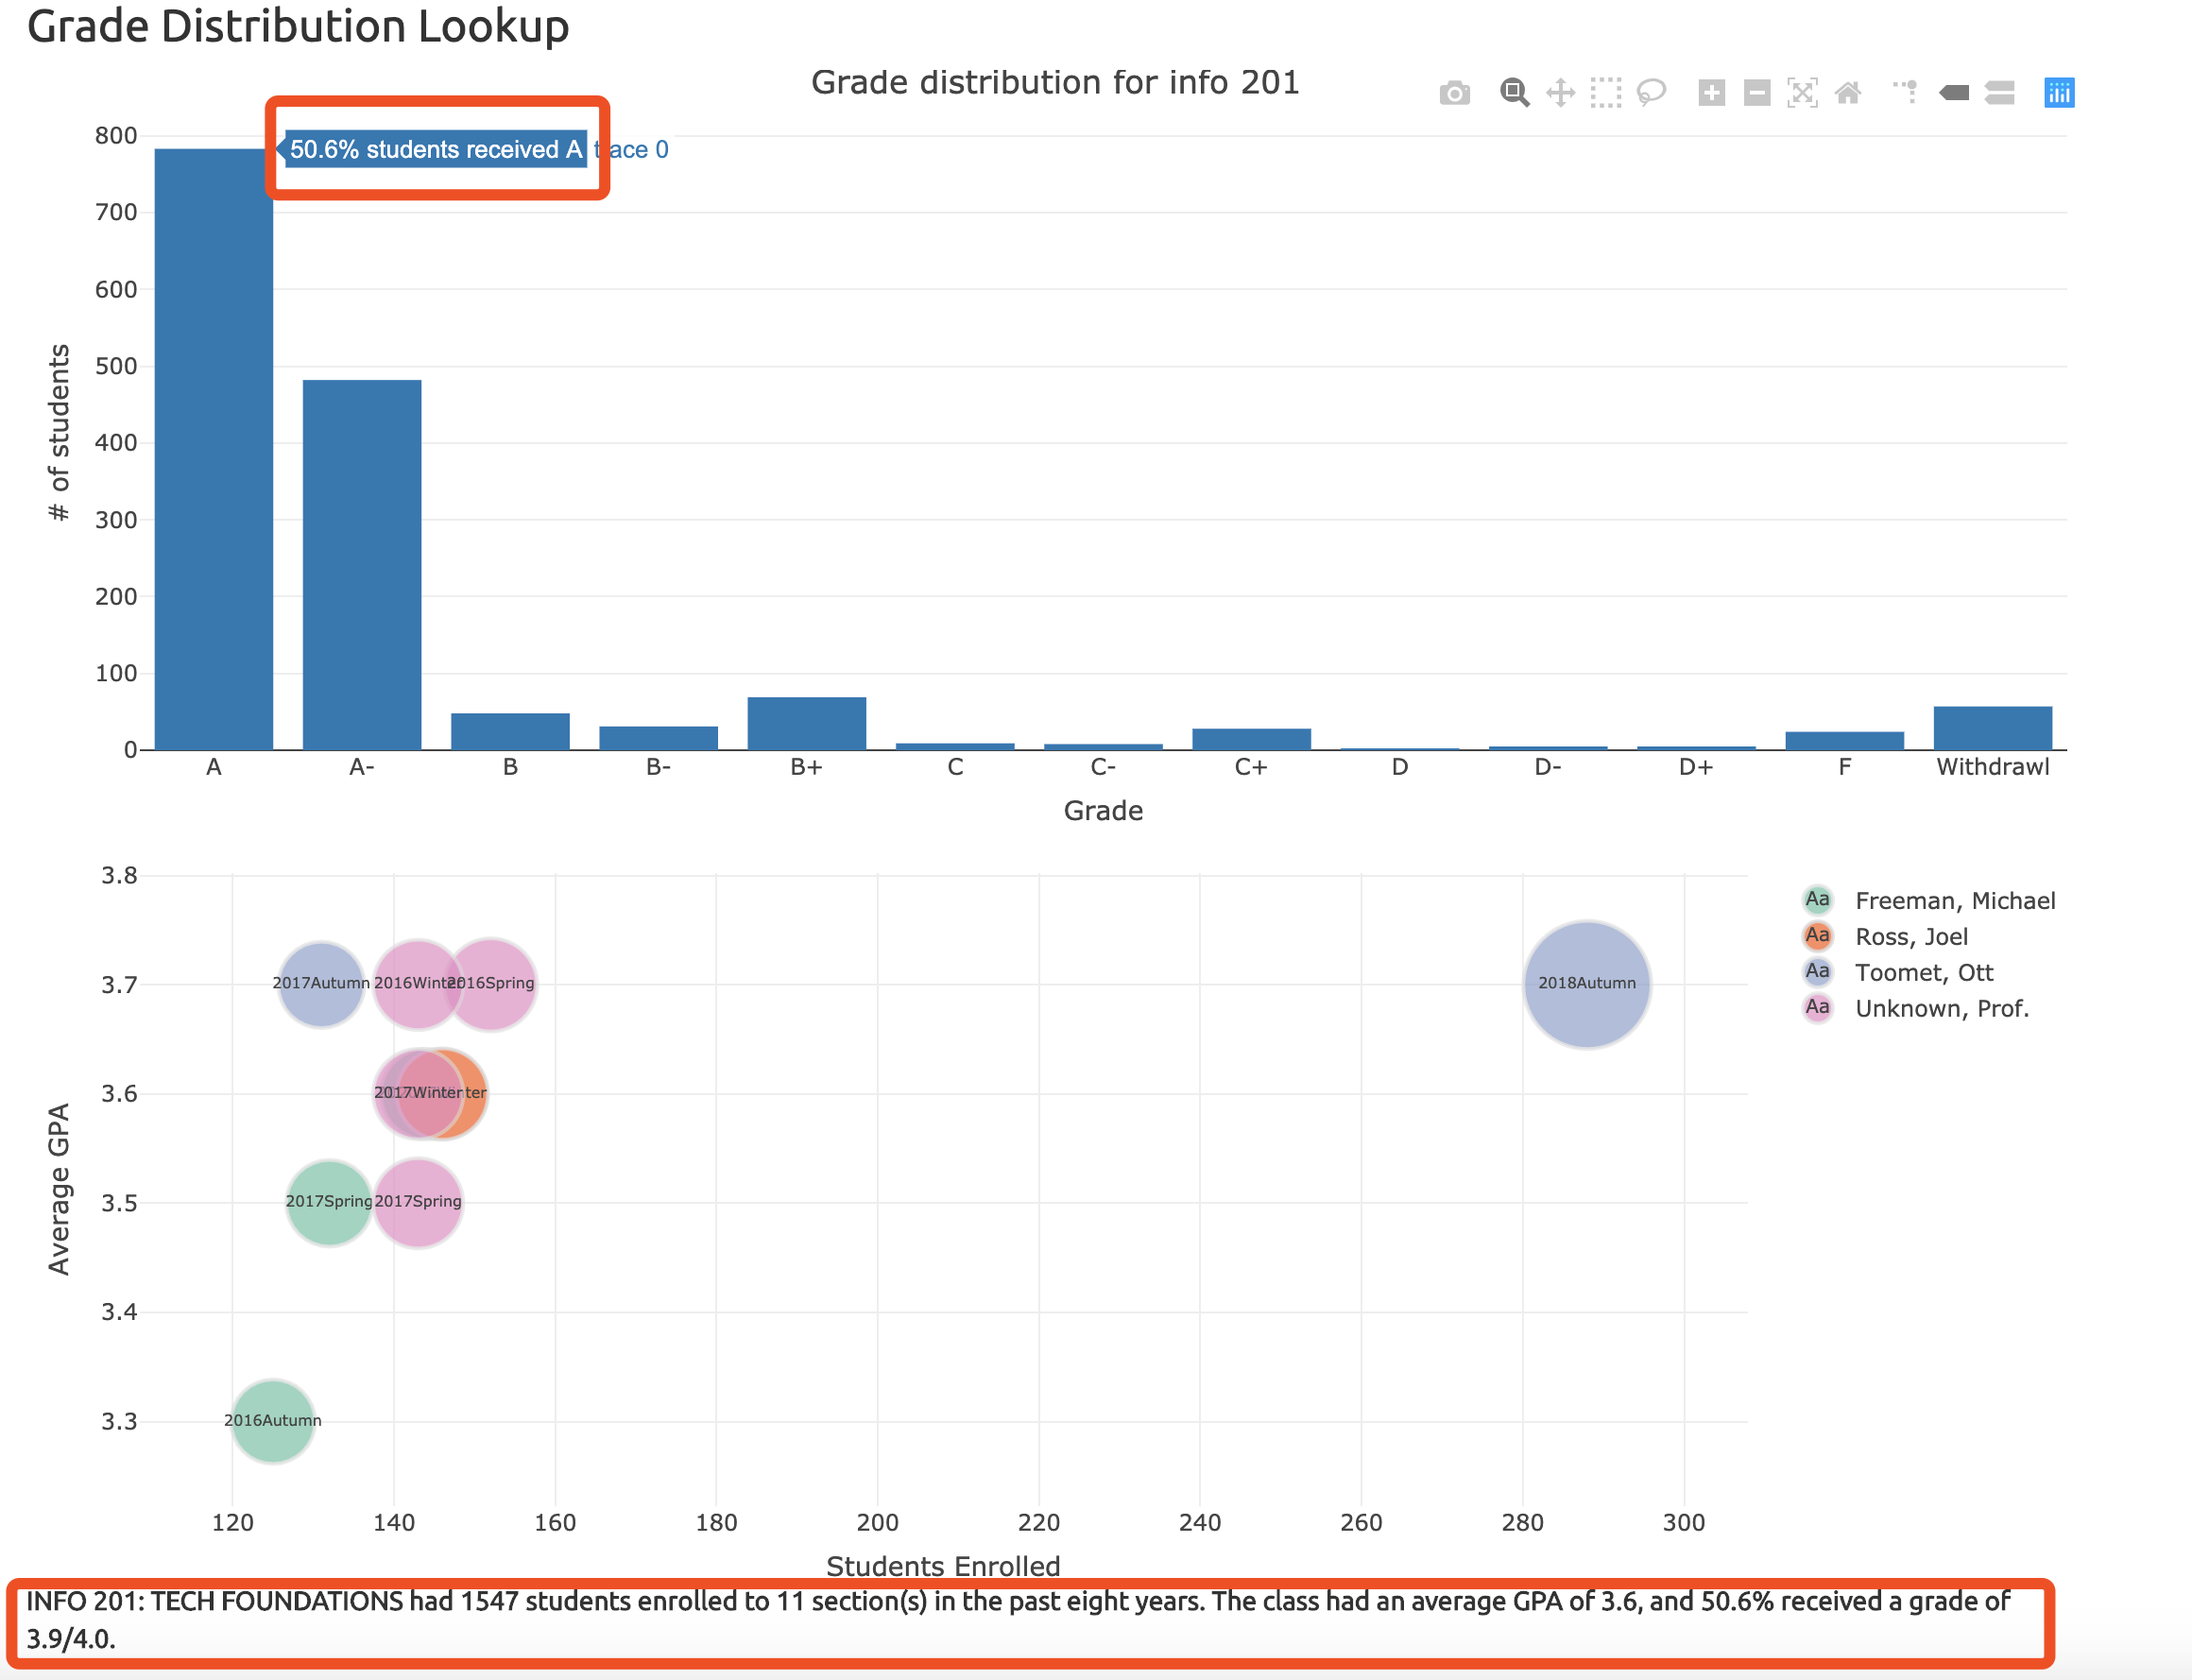 Grade Distribution Lookup
Grade distribution for info 201
800
50.6% students received A trace 0
700
600
500
400
300
200
100
0
# of students
A A- B B- B+ C C- C+ D D- D+ F Withdrawl
Grade
3.8
3.7
3.6
3.5
3.4
3.3
Average GPA
2017Autumn 2016Winter 2016Spring 2018Autumn
2017Winter
2017Spring 2017Spring
2016Autumn
Aa Freeman, Michael
Aa Ross, Joel
Aa Toomet, Ott
Aa Unknown, Prof.
120 140 160 180 200 220 240 260 280 300
Students Enrolled
INFO 201: TECH FOUNDATIONS had 1547 students enrolled to 11 section(s) in the past eight years. The class had an average GPA of 3.6, and 50.6% received a grade of
3.9/4.0.